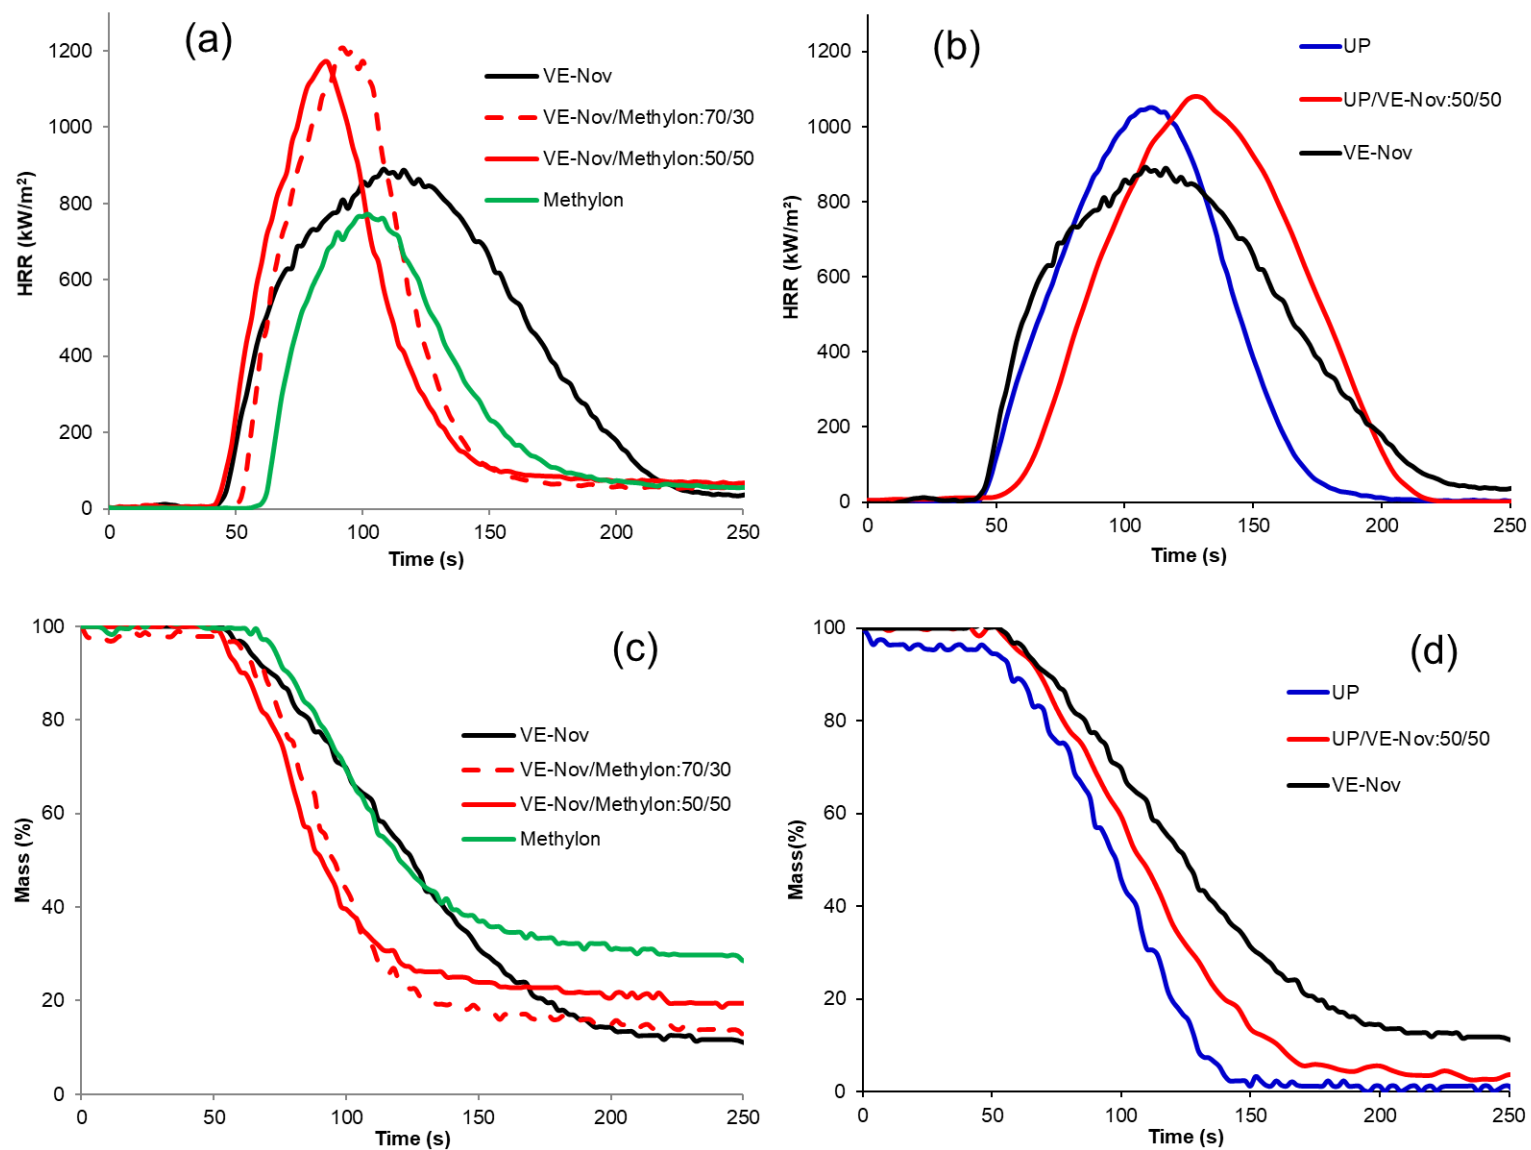 (a)
HRR (kW/m²)
1200
1000
800
600
400
200
0
0 50 100 150 200 250
Time (s)
VE-Nov
VE-Nov/Methylon:70/30
VE-Nov/Methylon:50/50
Methylon
(b)
HRR (kW/m²)
1200
1000
800
600
400
200
0
0 50 100 150 200 250
Time (s)
UP
UP/VE-Nov:50/50
VE-Nov
(c)
Mass (%)
100
80
60
40
20
0
0 50 100 150 200 250
Time (s)
VE-Nov
VE-Nov/Methylon:70/30
VE-Nov/Methylon:50/50
Methylon
(d)
Mass(%)
100
80
60
40
20
0
0 50 100 150 200 250
Time (s)
UP
UP/VE-Nov:50/50
VE-Nov